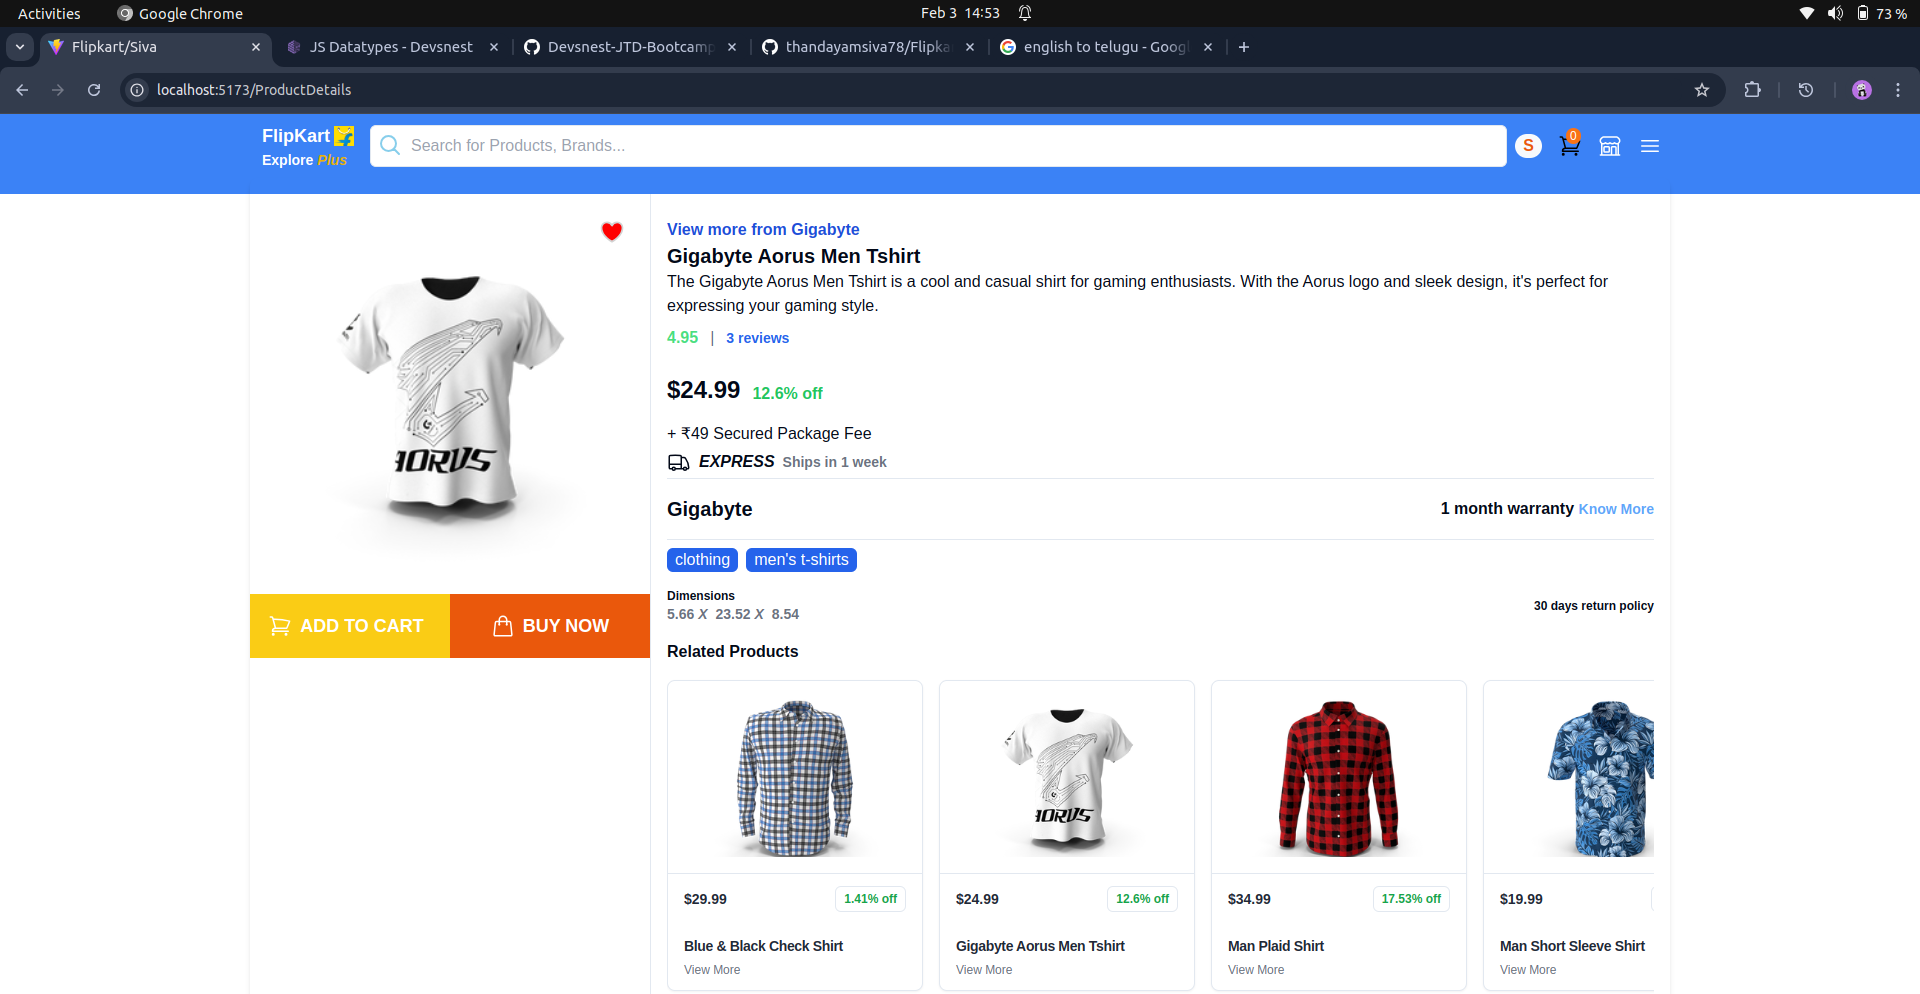 Activities Google Chrome Feb 3 14:53 73 %
Flipkart/Siva JS Datatypes - Devsnest Devsnest-JTD-Bootcamp thandayamsiva78/Flipka english to telugu - Googl
localhost:5173/ProductDetails
FlipKart
Explore Plus
Search for Products, Brands...
S
0
View more from Gigabyte
Gigabyte Aorus Men Tshirt
The Gigabyte Aorus Men Tshirt is a cool and casual shirt for gaming enthusiasts. With the Aorus logo and sleek design, it's perfect for
expressing your gaming style.
4.95 | 3 reviews
$24.99 12.6% off
+ ₹49 Secured Package Fee
EXPRESS Ships in 1 week
Gigabyte 1 month warranty Know More
clothing men's t-shirts
Dimensions
5.66 X 23.52 X 8.54
30 days return policy
AORUS
ADD TO CART BUY NOW
Related Products
AORUS
$29.99 1.41% off
Blue & Black Check Shirt
View More
$24.99 12.6% off
Gigabyte Aorus Men Tshirt
View More
$34.99 17.53% off
Man Plaid Shirt
View More
$19.99
Man Short Sleeve Shirt
View More